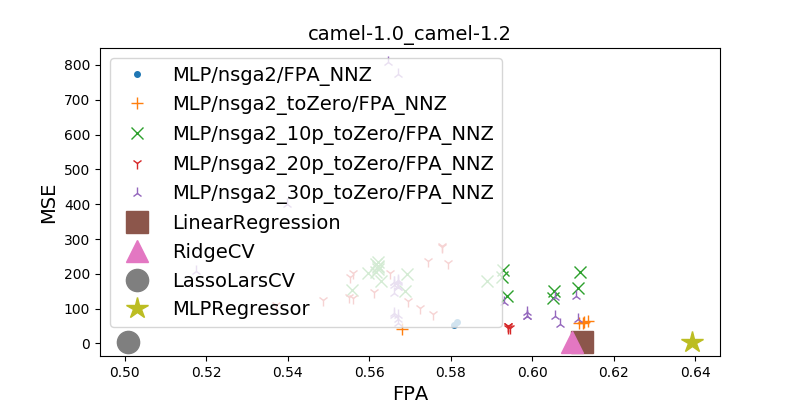 camel-1.0_camel-1.2
MSE
800
700
600
500
400
300
200
100
0
MLP/nsga2/FPA_NNZ
MLP/nsga2_toZero/FPA_NNZ
MLP/nsga2_10p_toZero/FPA_NNZ
MLP/nsga2_20p_toZero/FPA_NNZ
MLP/nsga2_30p_toZero/FPA_NNZ
LinearRegression
RidgeCV
LassoLarsCV
MLPRegressor
0.50 0.52 0.54 0.56 0.58 0.60 0.62 0.64
FPA